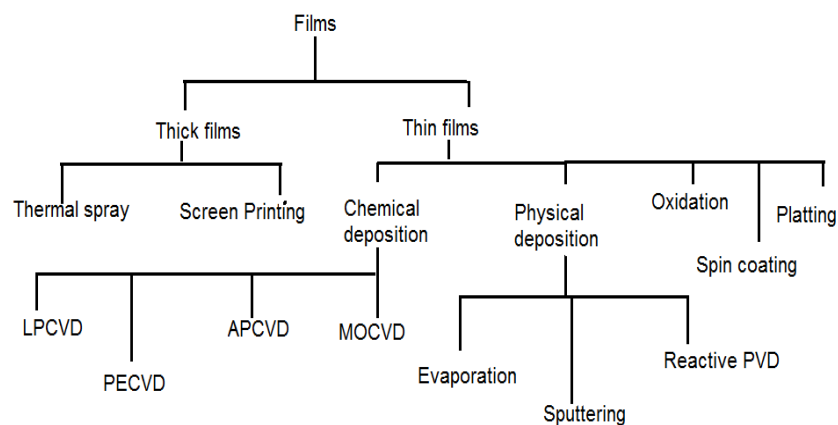 Films
Thick films
Thin films
Thermal spray
Screen Printing
Chemical
deposition
Physical
deposition
Oxidation
Spin coating
Platting
LPCVD
PECVD
APCVD
MOCVD
Evaporation
Sputtering
Reactive PVD